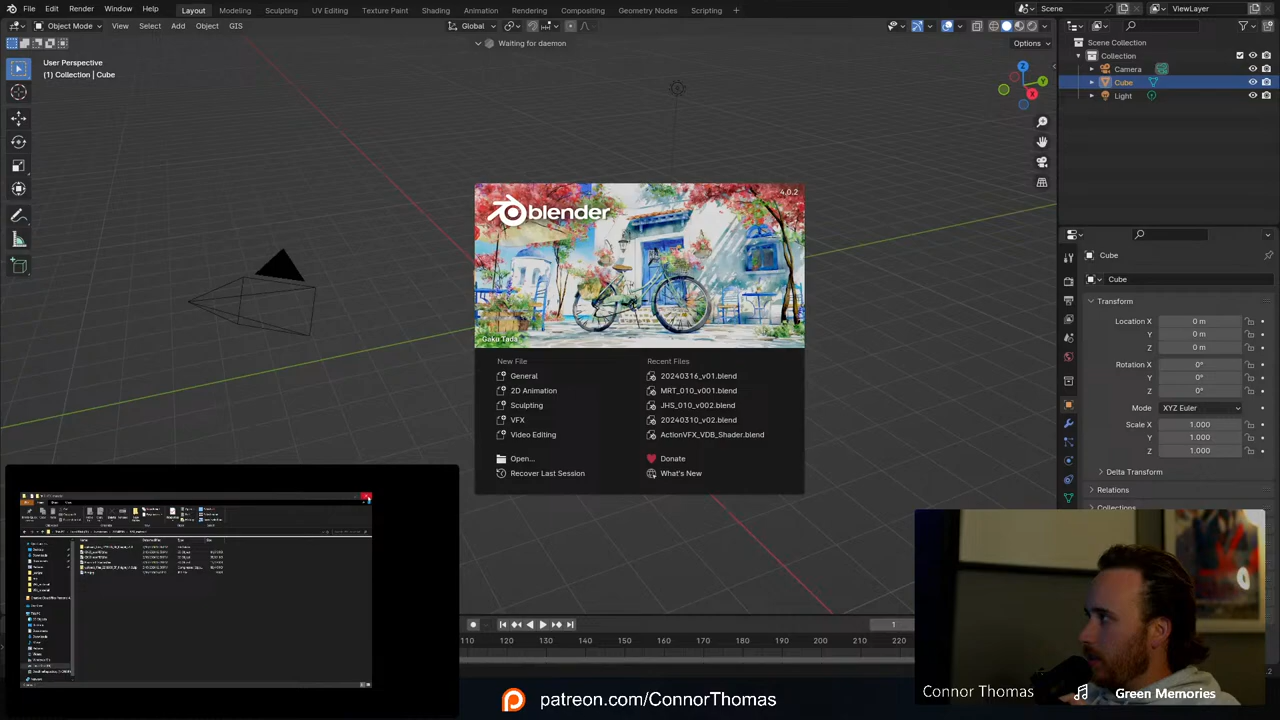 File Edit Render Window Help Layout Modeling Sculpting UV Editing Texture Paint Shading Animation Rendering Compositing Geometry Nodes Scripting Scene ViewLayer
Object Mode View Select Add Object GIS Global
Waiting for daemon Options
User Perspective
(1) Collection | Cube
Scene Collection
Collection
Camera
Cube
Light
Z
Y
X
4.0.2
blender
Gaku Tada
New File
General
2D Animation
Sculpting
VFX
Video Editing
Open...
Recover Last Session
Recent Files
20240316_v01.blend
MRT_010_v001.blend
JHS_010_v002.blend
20240310_v02.blend
ActionVFX_VDB_Shader.blend
Donate
What's New
Cube
Cube
Transform
Location X 0 m
Y 0 m
Z 0 m
Rotation X 0°
Y 0°
Z 0°
Mode XYZ Euler
Scale X 1.000
Y 1.000
Z 1.000
Delta Transform
Relations
Collections
1
110 120 130 140 150 160 170 180 190 200 210 220
patreon.com/ConnorThomas
Connor Thomas
Green Memories